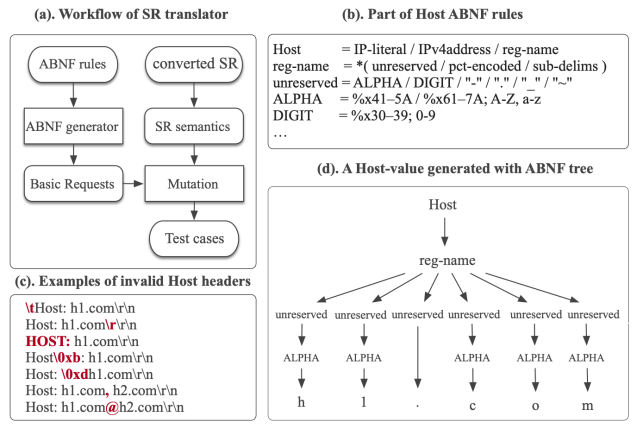 (a). Workflow of SR translator
ABNF rules
converted SR
ABNF generator
SR semantics
Basic Requests
Mutation
Test cases
(b). Part of Host ABNF rules
Host = IP-literal / IPv4address / reg-name
reg-name = *( unreserved / pct-encoded / sub-delims )
unreserved = ALPHA / DIGIT / "-" / "." / "_" / "~"
ALPHA = %x41–5A / %x61–7A; A-Z, a-z
DIGIT = %x30–39; 0-9
…
(c). Examples of invalid Host headers
\tHost: h1.com\r\n
Host: h1.com\r\r\n
HOST: h1.com\r\n
Host\0xb: h1.com\r\n
Host: \0xdh1.com\r\n
Host: h1.com, h2.com\r\n
Host: h1.com@h2.com\r\n
(d). A Host-value generated with ABNF tree
Host
reg-name
unreserved unreserved unreserved unreserved unreserved unreserved
ALPHA ALPHA ALPHA ALPHA ALPHA
h 1 . c o m